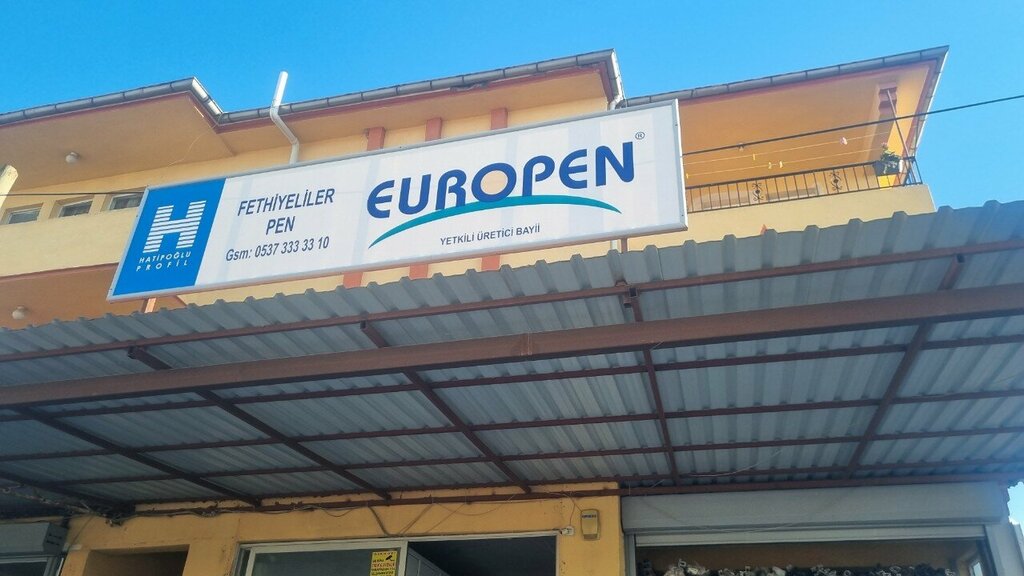 H
HATİPOĞLU
PROFİL
FETHİYELİLER
PEN
Gsm: 0537 333 33 10
EUROPEN®
YETKİLİ ÜRETİCİ BAYİİ